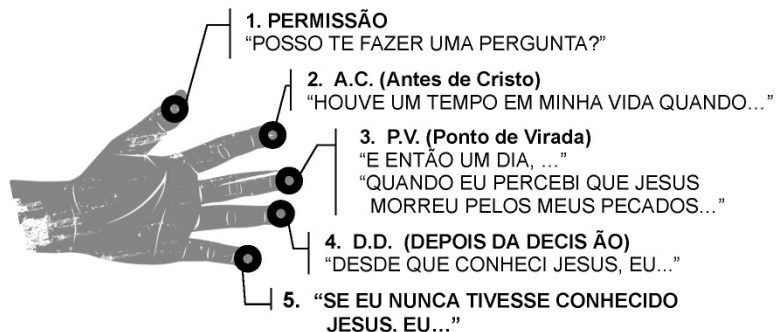 1. PERMISSÃO
“POSSO TE FAZER UMA PERGUNTA?”
2. A.C. (Antes de Cristo)
“HOUVE UM TEMPO EM MINHA VIDA QUANDO...”
3. P.V. (Ponto de Virada)
“E ENTÃO UM DIA, ...”
“QUANDO EU PERCEBI QUE JESUS
MORREU PELOS MEUS PECADOS...”
4. D.D. (DEPOIS DA DECIS ÃO)
“DESDE QUE CONHECI JESUS, EU...”
5. “SE EU NUNCA TIVESSE CONHECIDO
JESUS, EU...”